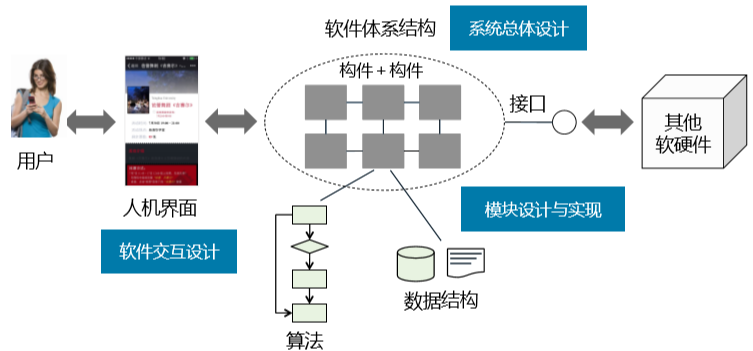 软件体系结构
系统总体设计
构件＋构件
接口
用户
人机界面
其他
软硬件
软件交互设计
模块设计与实现
算法
数据结构